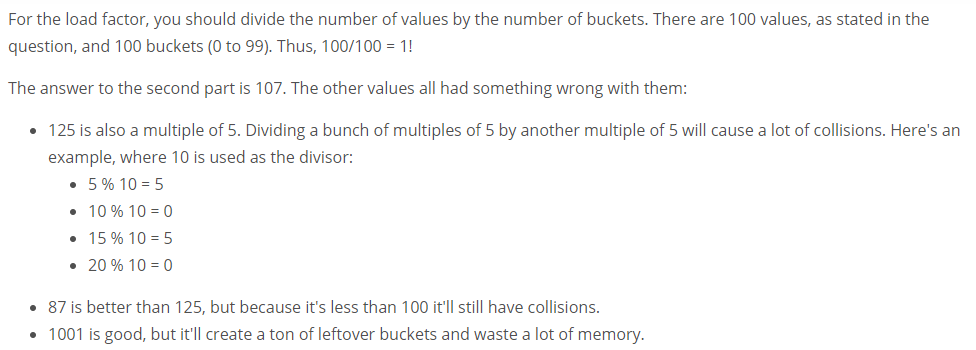 For the load factor, you should divide the number of values by the number of buckets. There are 100 values, as stated in the
question, and 100 buckets (0 to 99). Thus, 100/100 = 1!
The answer to the second part is 107. The other values all had something wrong with them:
• 125 is also a multiple of 5. Dividing a bunch of multiples of 5 by another multiple of 5 will cause a lot of collisions. Here's an
example, where 10 is used as the divisor:
• 5 % 10 = 5
• 10 % 10 = 0
• 15 % 10 = 5
• 20 % 10 = 0
• 87 is better than 125, but because it's less than 100 it'll still have collisions.
• 1001 is good, but it'll create a ton of leftover buckets and waste a lot of memory.